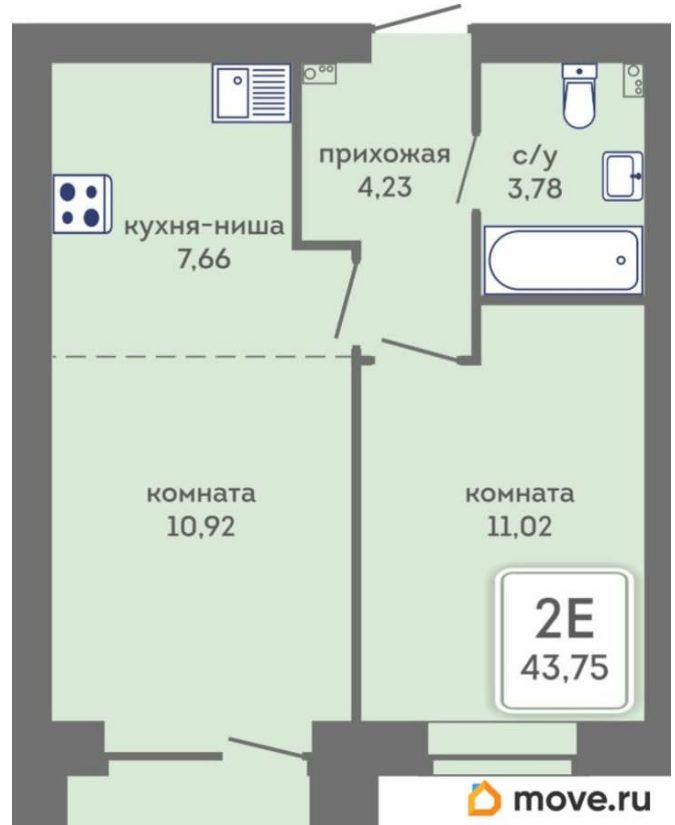 прихожая
4,23
с/у
3,78
кухня-ниша
7,66
комната
10,92
комната
11,02
2Е
43,75
move.ru